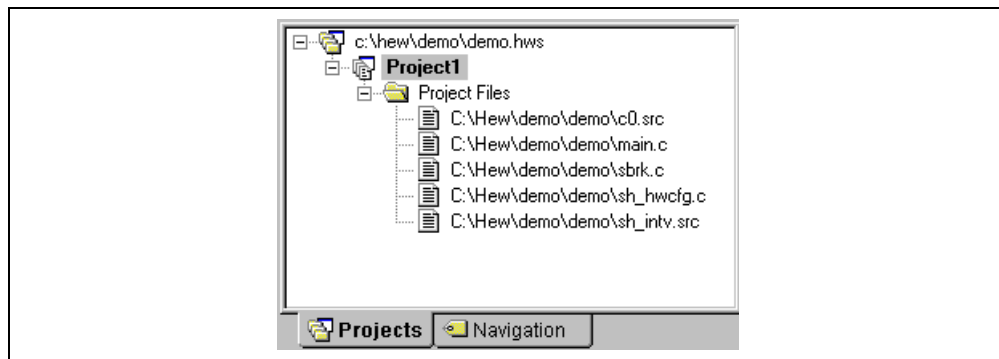 c:\hew\demo\demo.hws
Project1
Project Files
C:\Hew\demo\demo\c0.src
C:\Hew\demo\demo\main.c
C:\Hew\demo\demo\sbrk.c
C:\Hew\demo\demo\sh_hwcfg.c
C:\Hew\demo\demo\sh_intv.src
Projects Navigation